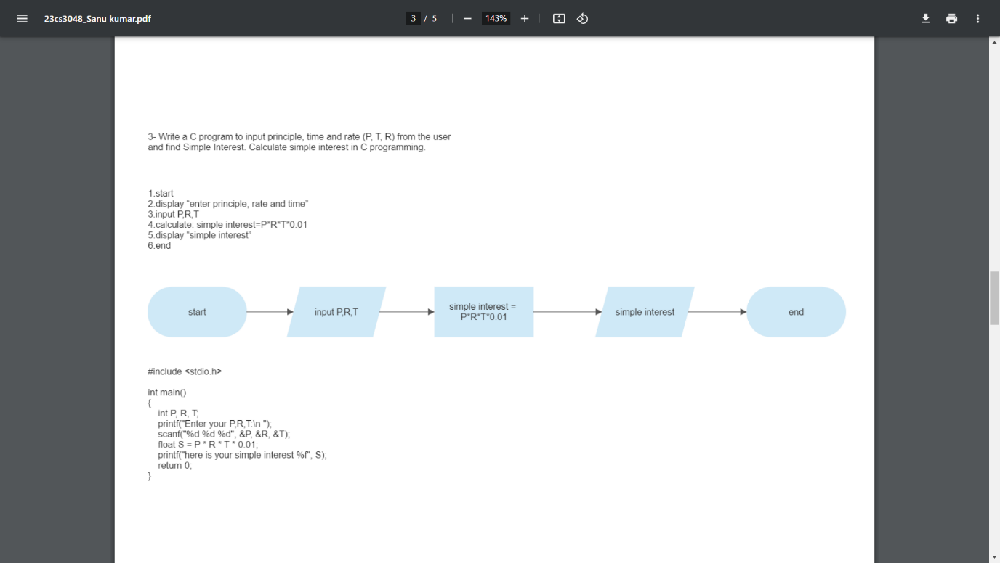 23cs3048_Sanu kumar.pdf
3 / 5
143%
3- Write a C program to input principle, time and rate (P, T, R) from the user
and find Simple Interest. Calculate simple interest in C programming.
1.start
2.display “enter principle, rate and time”
3.input P,R,T
4.calculate: simple interest=P*R*T*0.01
5.display “simple interest”
6.end
start
input P,R,T
simple interest =
P*R*T*0.01
simple interest
end
#include <stdio.h>
int main()
{
int P, R, T;
printf("Enter your P,R,T:\n ");
scanf("%d %d %d", &P, &R, &T);
float S = P * R * T * 0.01;
printf("here is your simple interest %f", S);
return 0;
}